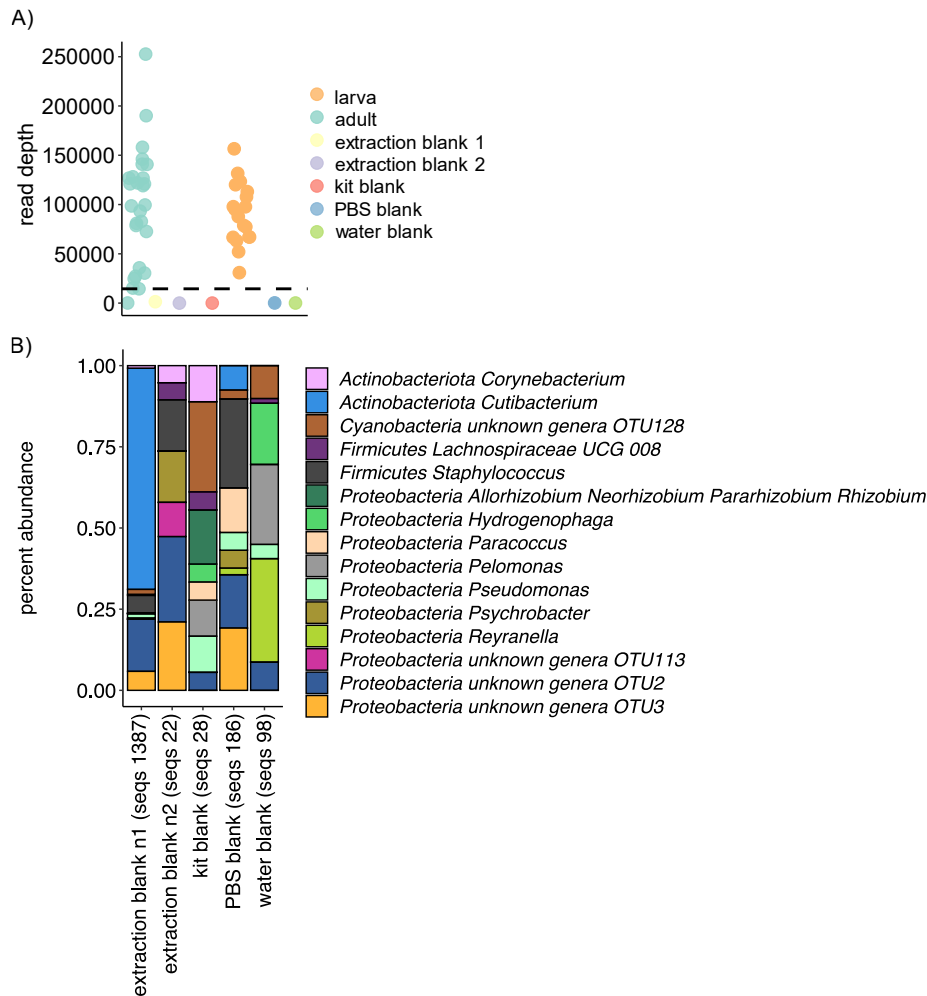 A)
250000
200000
150000
100000
50000
0
read depth
larva
adult
extraction blank 1
extraction blank 2
kit blank
PBS blank
water blank
B)
1.00
0.75
0.50
0.25
0.00
percent abundance
Actinobacteriota Corynebacterium
Actinobacteriota Cutibacterium
Cyanobacteria unknown genera OTU128
Firmicutes Lachnospiraceae UCG 008
Firmicutes Staphylococcus
Proteobacteria Allorhizobium Neorhizobium Pararhizobium Rhizobium
Proteobacteria Hydrogenophaga
Proteobacteria Paracoccus
Proteobacteria Pelomonas
Proteobacteria Pseudomonas
Proteobacteria Psychrobacter
Proteobacteria Reyranella
Proteobacteria unknown genera OTU113
Proteobacteria unknown genera OTU2
Proteobacteria unknown genera OTU3
extraction blank n1 (seqs 1387)
extraction blank n2 (seqs 22)
kit blank (seqs 28)
PBS blank (seqs 186)
water blank (seqs 98)